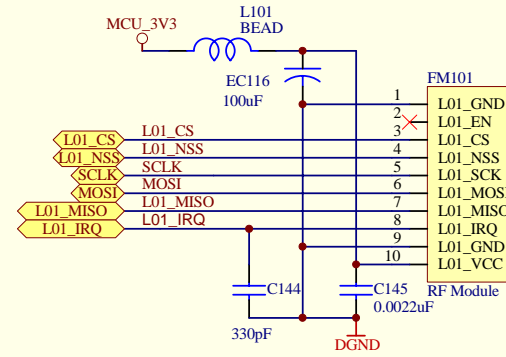 L101
MCU_3V3
BEAD
EC116
100uF
FM101
1
L01_GND
2
L01_EN
L01_CS
L01_CS
3
L01_CS
L01_NSS
L01_NSS
4
L01_NSS
SCLK
SCLK
5
L01_SCK
MOSI
MOSI
6
L01_MOSI
L01_MISO
L01_MISO
7
L01_MISO
L01_IRQ
L01_IRQ
8
L01_IRQ
9
L01_GND
10
L01_VCC
C144
C145
RF Module
0.0022uF
330pF
DGND